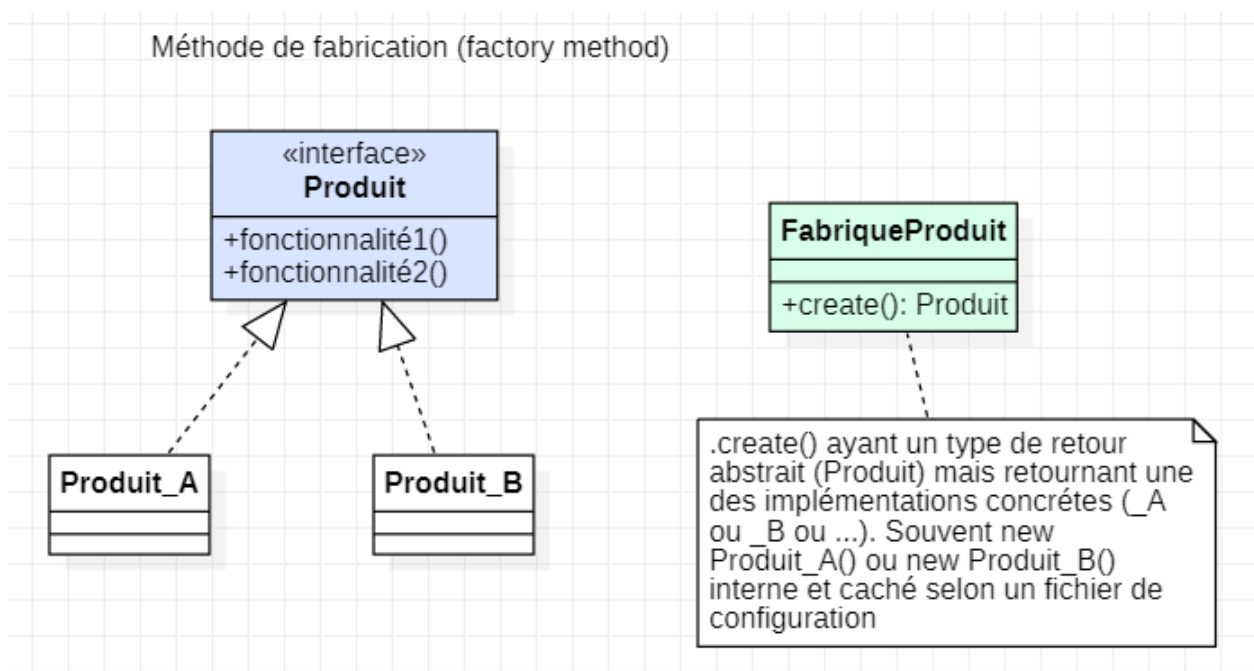 Méthode de fabrication (factory method)
«interface»
Produit
+fonctionnalité1()
+fonctionnalité2()
FabriqueProduit
+create(): Produit
Produit_A
Produit_B
.create() ayant un type de retour
abstrait (Produit) mais retournant une
des implémentations concrétes (_A
ou _B ou ...). Souvent new
Produit_A() ou new Produit_B()
interne et caché selon un fichier de
configuration